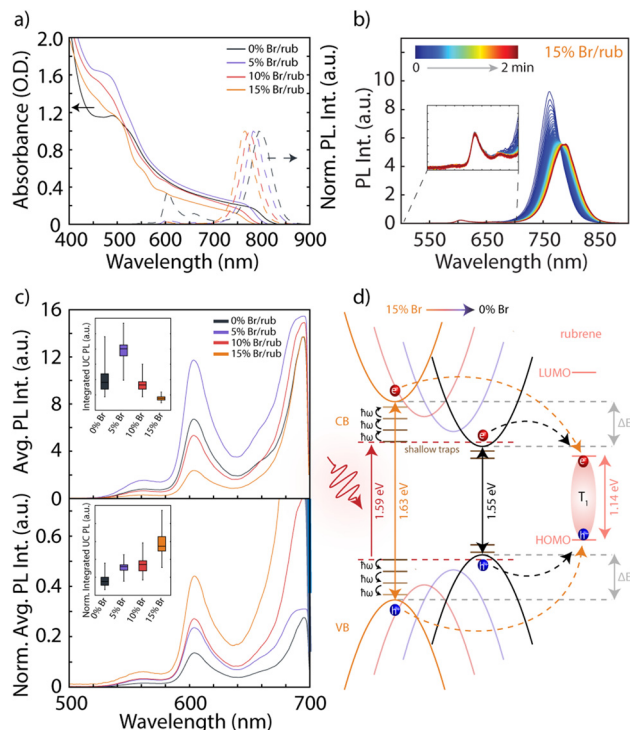 a)
Absorbance (O.D.)
2.0
1.6
1.2
0.8
0.4
0
400 500 600 700 800 900
Wavelength (nm)
Norm. PL. Int. (a.u.)
0% Br/rub
5% Br/rub
10% Br/rub
15% Br/rub
b)
15% Br/rub
0 2 min
PL Int. (a.u.)
10
8
6
4
2
0
550 650 750 850
Wavelength (nm)
c)
Avg. PL Int. (a.u.)
16
12
8
4
0
Integrated UC PL (a.u.)
0% Br
5% Br
10% Br
15% Br
0% Br/rub
5% Br/rub
10% Br/rub
15% Br/rub
Norm. Avg. PL Int. (a.u.)
0.6
0.4
0.2
0
Norm. Integrated UC PL (a.u.)
0% Br
5% Br
10% Br
15% Br
500 600 700
Wavelength (nm)
d)
15% Br 0% Br
rubrene
LUMO
CB
e-
ħω
ħω
ħω
shallow traps
e-
ΔE
e-
1.59 eV
1.63 eV
1.55 eV
T1
1.14 eV
HOMO
h+
ħω
ħω
ħω
h+
ΔE
VB
h+